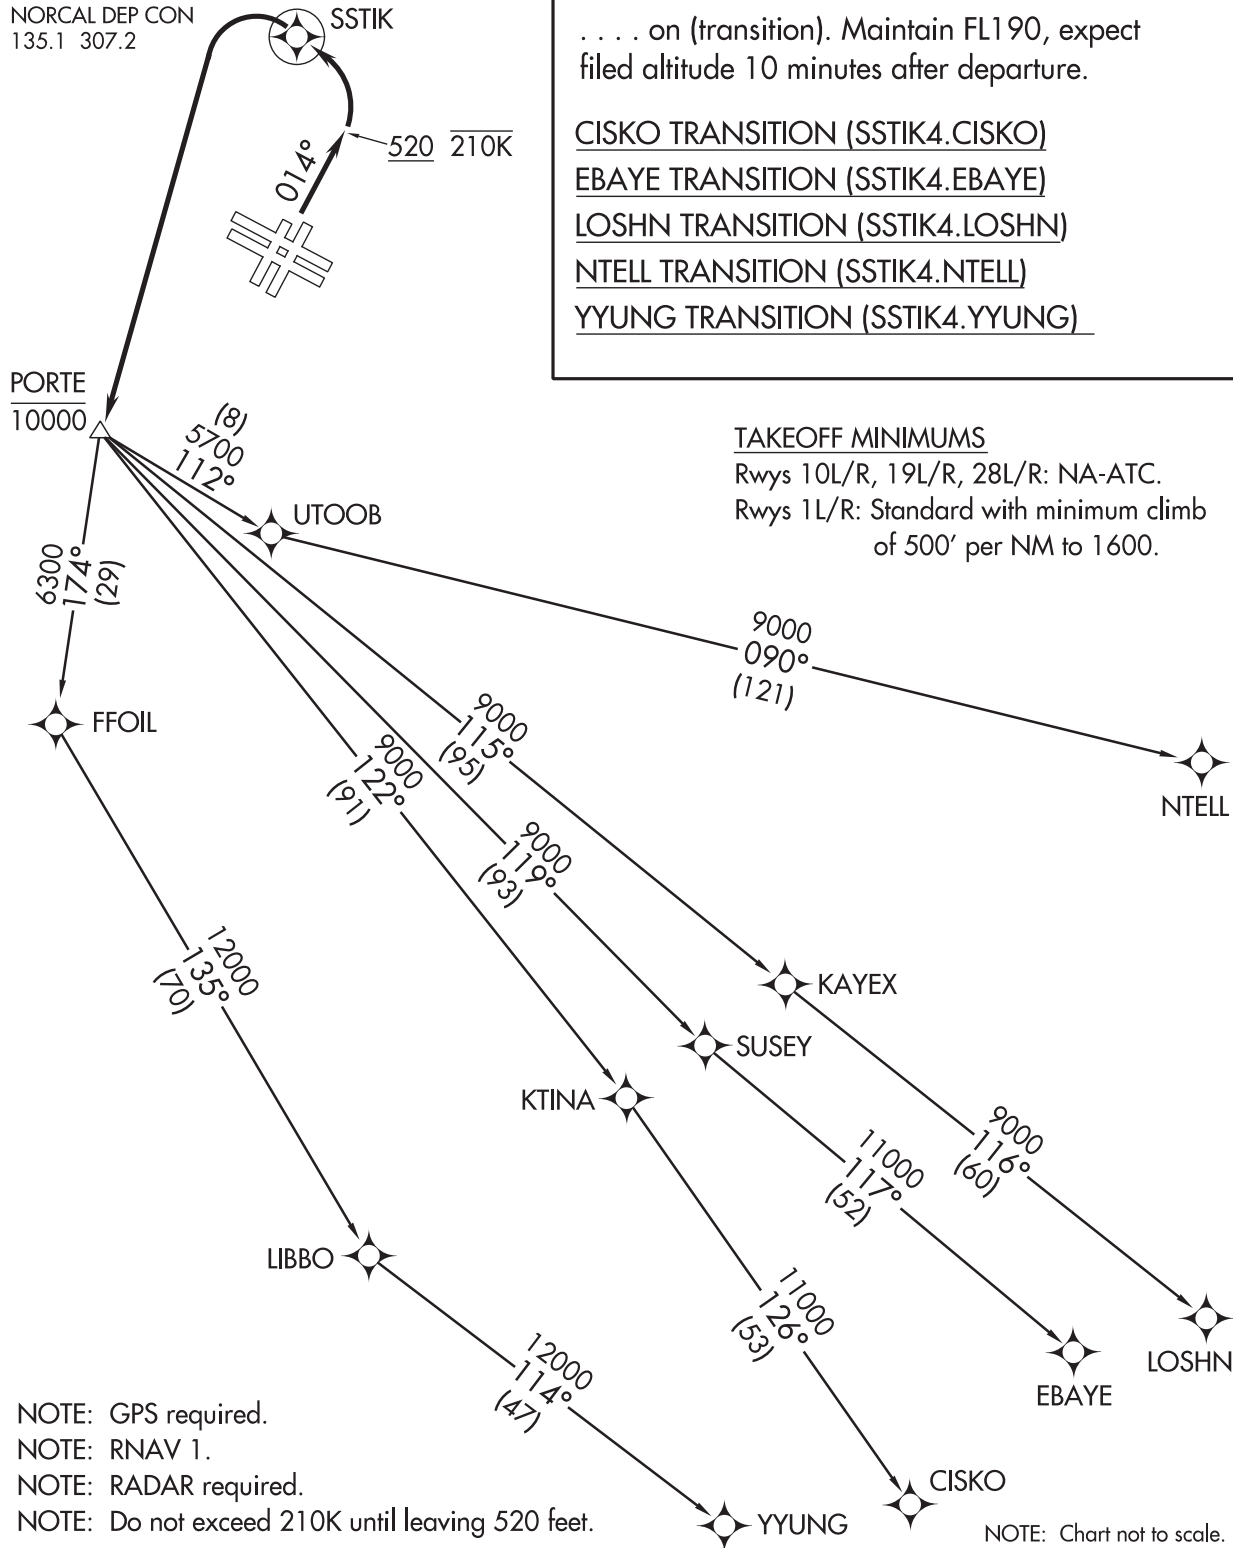 NORCAL DEP CON
135.1 307.2
SSTIK
. . . . on (transition). Maintain FL190, expect
filed altitude 10 minutes after departure.
CISKO TRANSITION (SSTIK4.CISKO)
EBAYE TRANSITION (SSTIK4.EBAYE)
LOSHN TRANSITION (SSTIK4.LOSHN)
NTELL TRANSITION (SSTIK4.NTELL)
YYUNG TRANSITION (SSTIK4.YYUNG)
520 210K
014°
PORTE
10000
(8)
5700
112°
UTOOB
TAKEOFF MINIMUMS
Rwys 10L/R, 19L/R, 28L/R: NA-ATC.
Rwys 1L/R: Standard with minimum climb
of 500' per NM to 1600.
6300
174°
(29)
9000
090°
(121)
FFOIL
NTELL
9000
115°
(95)
9000
122°
(91)
9000
119°
(93)
12000
135°
(70)
KAYEX
SUSEY
KTINA
9000
116°
(60)
11000
117°
(52)
LIBBO
11000
126°
(53)
LOSHN
EBAYE
12000
114°
(47)
CISKO
YYUNG
NOTE: GPS required.
NOTE: RNAV 1.
NOTE: RADAR required.
NOTE: Do not exceed 210K until leaving 520 feet.
NOTE: Chart not to scale.